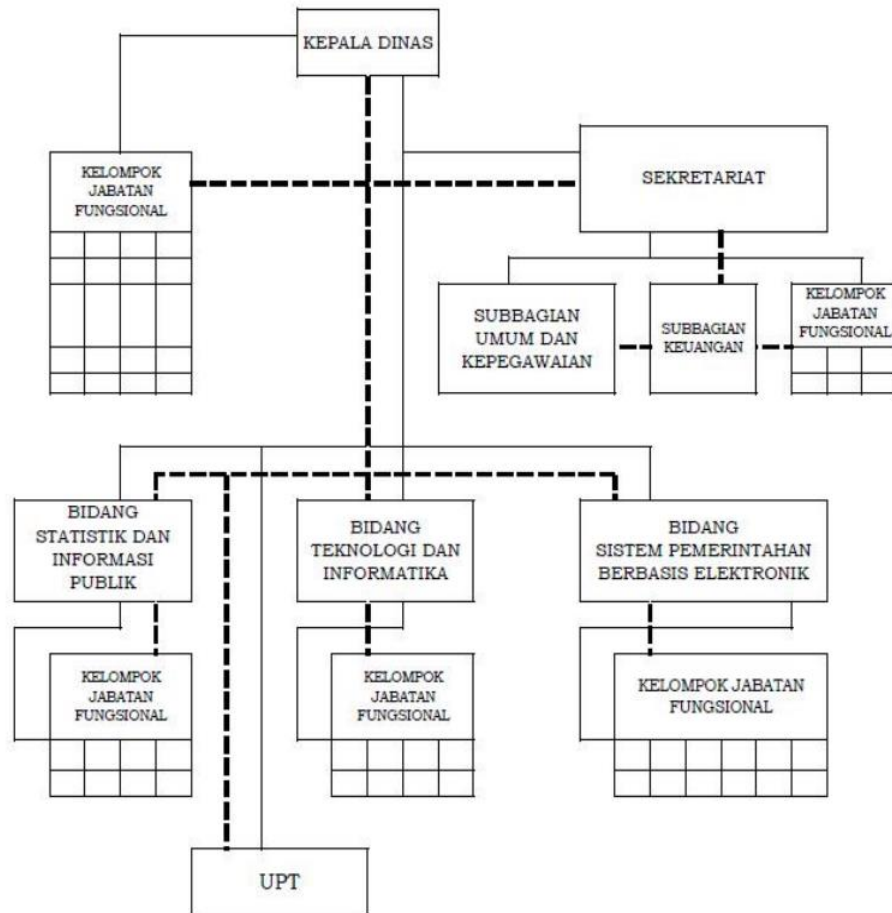 KEPALA DINAS
KELOMPOK
JABATAN
FUNGSIONAL
SEKRETARIAT
SUBBAGIAN
UMUM DAN
KEPEGAWAIAN
SUBBAGIAN
KEUANGAN
KELOMPOK
JABATAN
FUNGSIONAL
BIDANG
STATISTIK DAN
INFORMASI
PUBLIK
BIDANG
TEKNOLOGI DAN
INFORMATIKA
BIDANG
SISTEM PEMERINTAHAN
BERBASIS ELEKTRONIK
KELOMPOK
JABATAN
FUNGSIONAL
KELOMPOK
JABATAN
FUNGSIONAL
KELOMPOK JABATAN
FUNGSIONAL
UPT